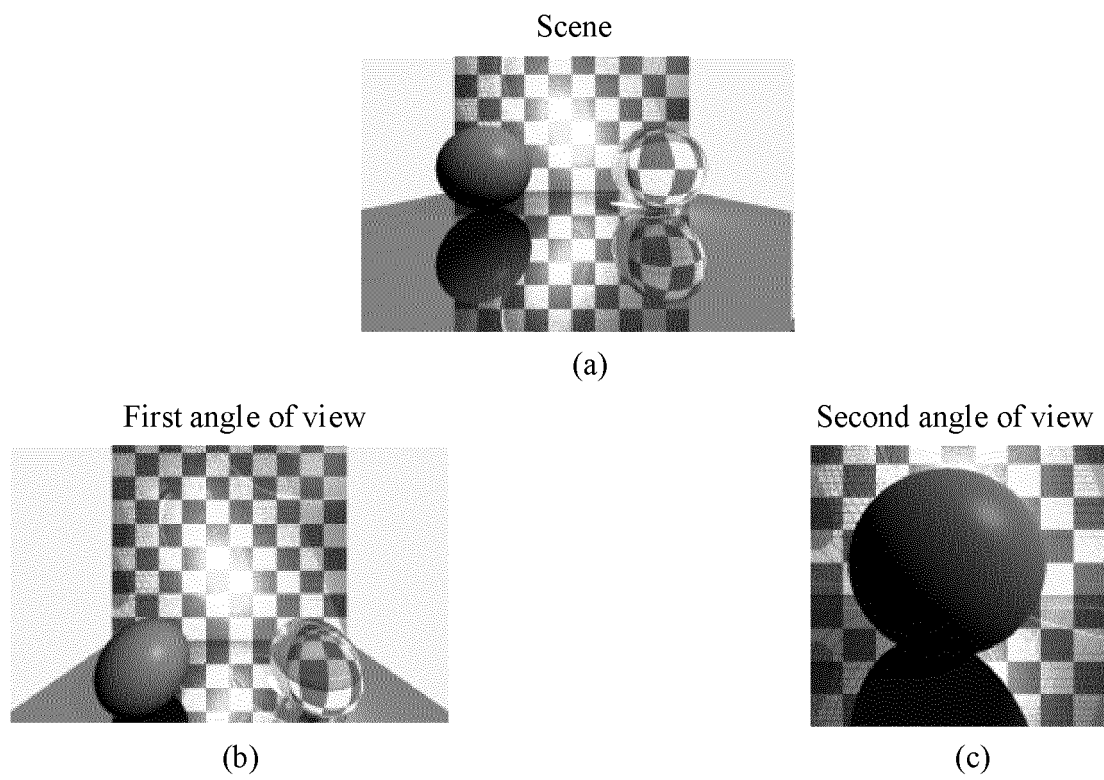 Scene
(a)
First angle of view
Second angle of view
(b)
(c)